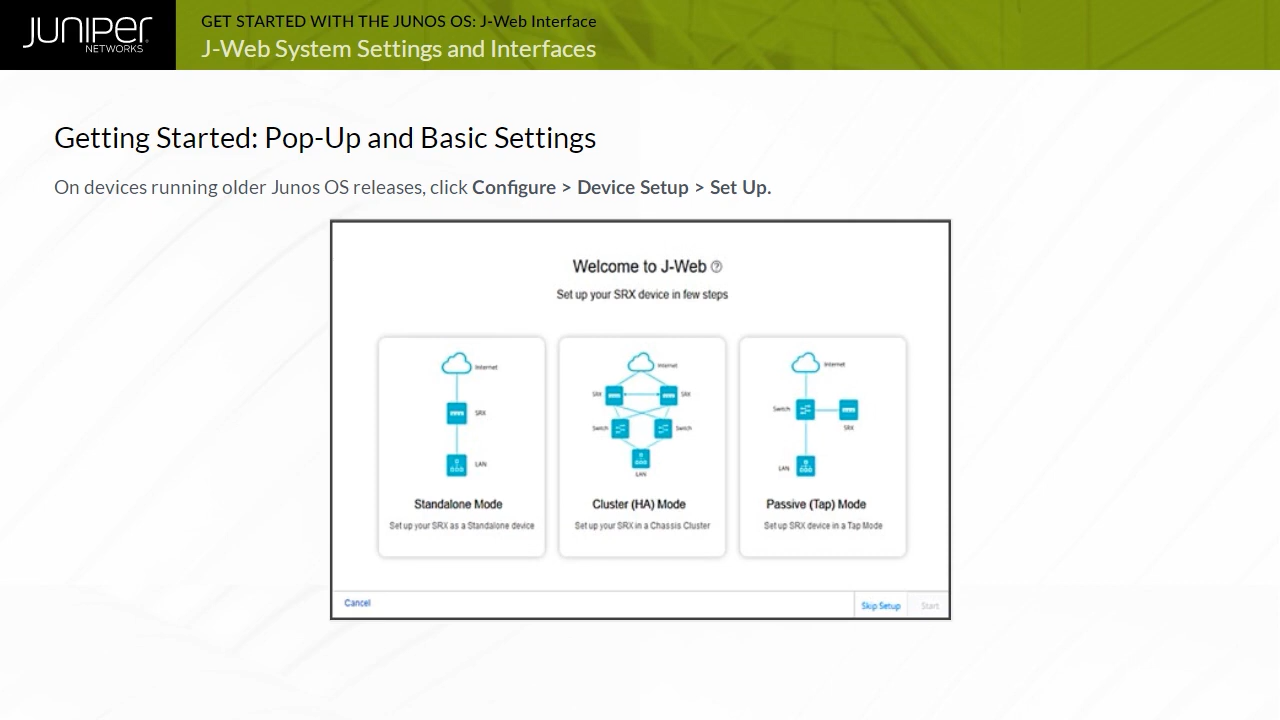 JUNIPER
NETWORKS
GET STARTED WITH THE JUNOS OS: J-Web Interface
J-Web System Settings and Interfaces
Getting Started: Pop-Up and Basic Settings
On devices running older Junos OS releases, click Configure > Device Setup > Set Up.
Welcome to J-Web ?
Set up your SRX device in few steps
Internet
SRX
LAN
Standalone Mode
Set up your SRX as a Standalone device
Internet
SRX SRX
Switch Switch
LAN
Cluster (HA) Mode
Set up your SRX in a Chassis Cluster
Internet
Switch
SRX
LAN
Passive (Tap) Mode
Set up SRX device in a Tap Mode
Cancel
Skip Setup
Start